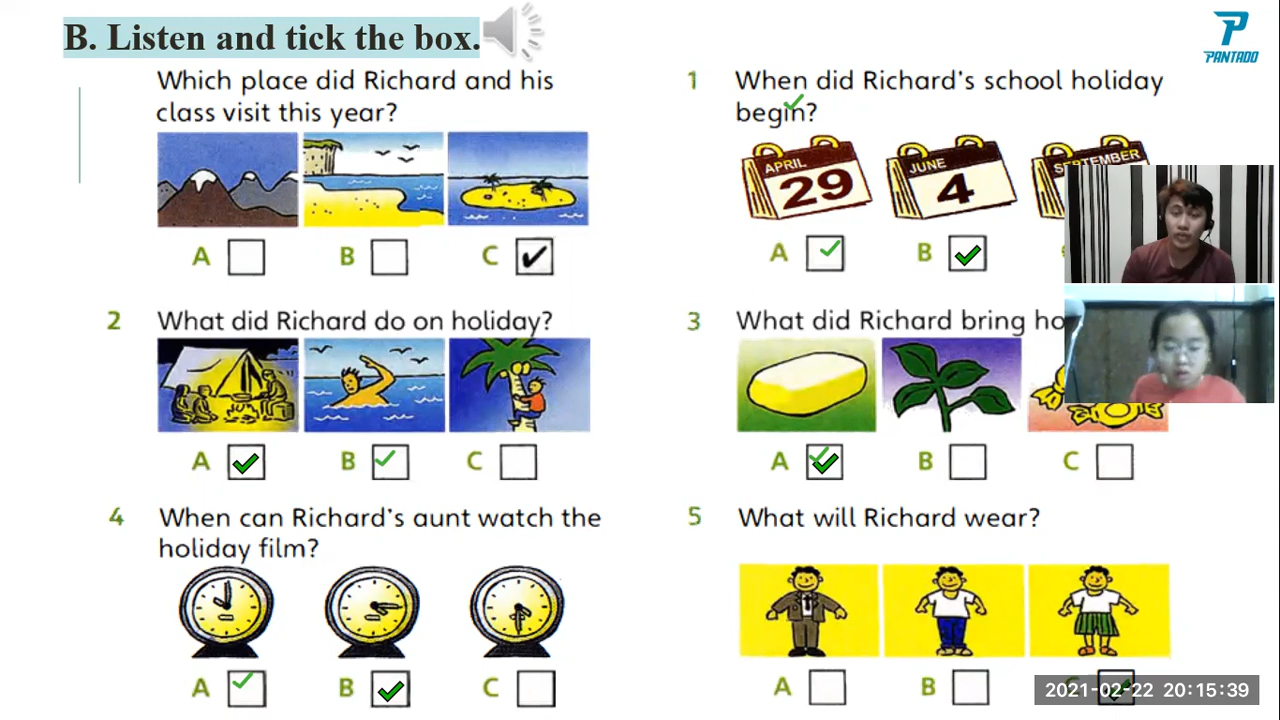 B. Listen and tick the box.
PANTADO
Which place did Richard and his
class visit this year?
A
B
C
1
When did Richard's school holiday
begin?
APRIL
29
JUNE
4
SEPTEMBER
A
B
2
What did Richard do on holiday?
A
B
C
3
What did Richard bring
A
B
C
4
When can Richard's aunt watch the
holiday film?
A
B
C
5
What will Richard wear?
A
B
2021-02-22 20:15:39